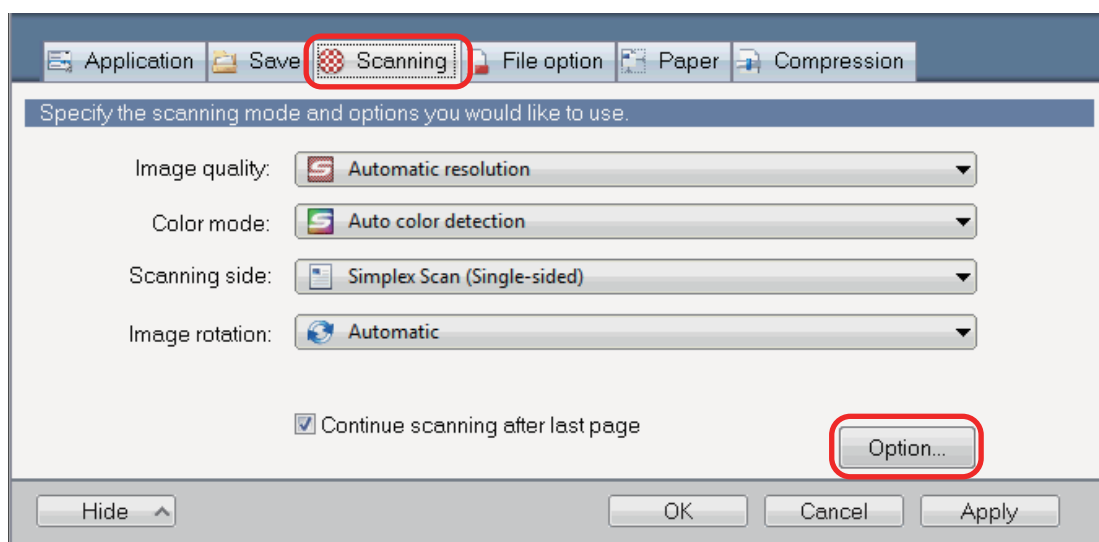 Application Save Scanning File option Paper Compression
Specify the scanning mode and options you would like to use.
Image quality: Automatic resolution
Color mode: Auto color detection
Scanning side: Simplex Scan (Single-sided)
Image rotation: Automatic
Continue scanning after last page
Option...
Hide OK Cancel Apply